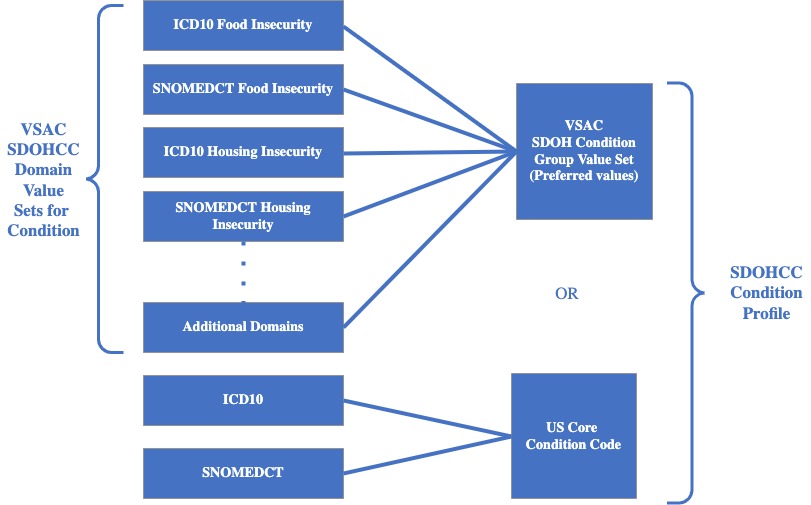 VSAC
SDOHCC
Domain
Value
Sets for
Condition
ICD10 Food Insecurity
SNOMEDCT Food Insecurity
ICD10 Housing Insecurity
SNOMEDCT Housing
Insecurity
Additional Domains
ICD10
SNOMEDCT
VSAC
SDOH Condition
Group Value Set
(Preferred values)
OR
US Core
Condition Code
SDOHCC
Condition
Profile